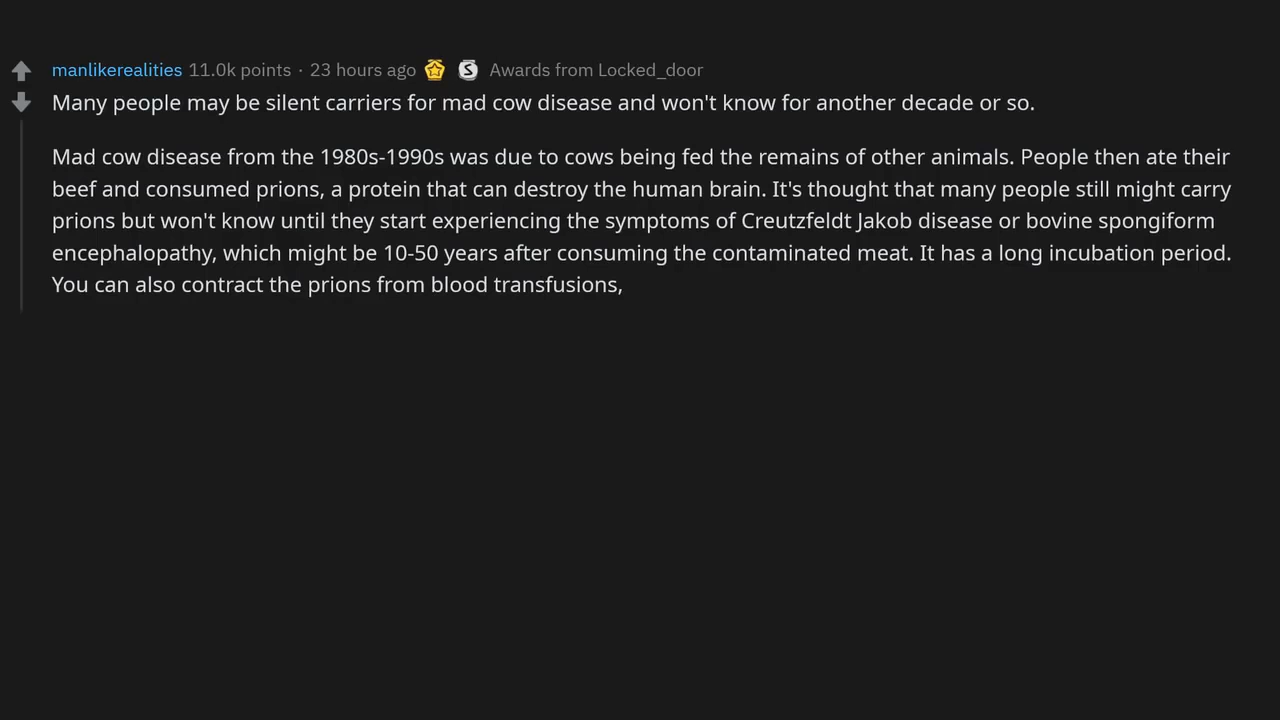 manlikerealities 11.0k points · 23 hours ago S Awards from Locked_door
Many people may be silent carriers for mad cow disease and won't know for another decade or so.
Mad cow disease from the 1980s-1990s was due to cows being fed the remains of other animals. People then ate their
beef and consumed prions, a protein that can destroy the human brain. It's thought that many people still might carry
prions but won't know until they start experiencing the symptoms of Creutzfeldt Jakob disease or bovine spongiform
encephalopathy, which might be 10-50 years after consuming the contaminated meat. It has a long incubation period.
You can also contract the prions from blood transfusions,